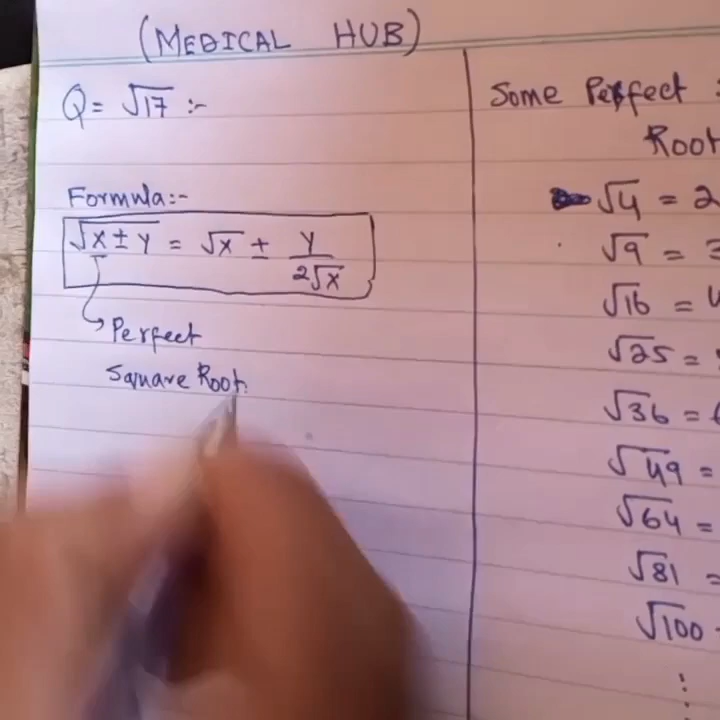 (MEDICAL HUB)
Q = √17 :-
Formula:-
√x ± y = √x ± y/2√x
Perfect
Square Root.
Some Perfect
Root
√4 = 2
√9 =
√16 =
√25 =
√36 =
√49 =
√64 =
√81 =
√100